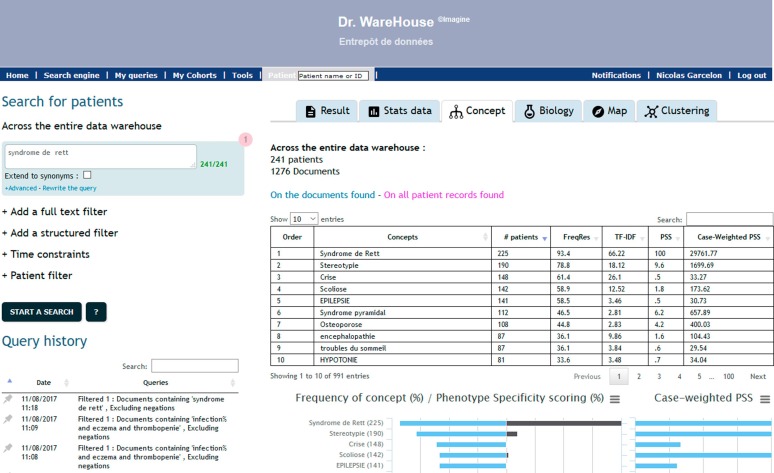 Dr. WareHouse ©Imagine
Entrepôt de données
Home | Search engine | My queries | My Cohorts | Tools | Patient Patient name or ID | Notifications | Nicolas Garcelon | Log out
Search for patients
Across the entire data warehouse
1
syndrome de rett
241/241
Extend to synonyms :
+Advanced - Rewrite the query
+ Add a full text filter
+ Add a structured filter
+ Time constraints
+ Patient filter
START A SEARCH ?
Query history
Search:
Date Queries
11/08/2017 11:18 Filtered 1 : Documents containing 'syndrome
de rett' , Excluding negations
11/08/2017 11:09 Filtered 1 : Documents containing 'infection%
and eczema and thrombopenie' , Excluding
negations
11/08/2017 11:08 Filtered 1 : Documents containing 'infection%
and eczema and thrombopenie' , Excluding
negations
Result Stats data Concept Biology Map Clustering
Across the entire data warehouse :
241 patients
1276 Documents
On the documents found - On all patient records found
Show 10 entries Search:
Order Concepts # patients FreqRes TF-IDF PSS Case-Weighted PSS
1 Syndrome de Rett 225 93.4 66.22 100 29761.77
2 Stereotypie 190 78.8 18.12 9.6 1699.69
3 Crise 148 61.4 26.1 .5 33.27
4 Scoliose 142 58.9 12.52 1.8 173.62
5 EPILEPSIE 141 58.5 3.46 .5 30.73
6 Syndrome pyramidal 112 46.5 2.81 6.2 657.89
7 Osteoporose 108 44.8 2.83 4.2 400.03
8 encephalopathie 87 36.1 9.86 1.6 104.43
9 troubles du sommeil 87 36.1 3.84 .6 29.54
10 HYPOTONIE 81 33.6 3.48 .7 34.04
Showing 1 to 10 of 991 entries Previous 1 2 3 4 5 ... 100 Next
Frequency of concept (%) / Phenotype Specificity scoring (%) Case-weighted PSS
Syndrome de Rett (225)
Stereotypie (190)
Crise (148)
Scoliose (142)
EPILEPSIE (141)